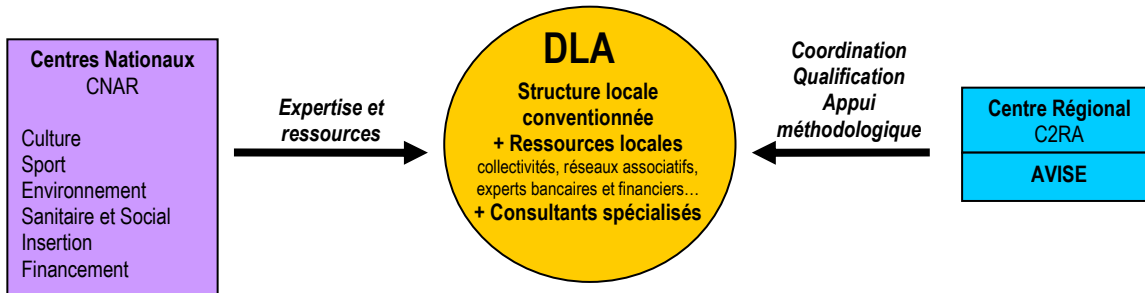 Centres Nationaux
CNAR
Culture
Sport
Environnement
Sanitaire et Social
Insertion
Financement
Expertise et
ressources
DLA
Structure locale
conventionnée
+ Ressources locales
collectivités, réseaux associatifs,
experts bancaires et financiers…
+ Consultants spécialisés
Coordination
Qualification
Appui
méthodologique
Centre Régional
C2RA
AVISE